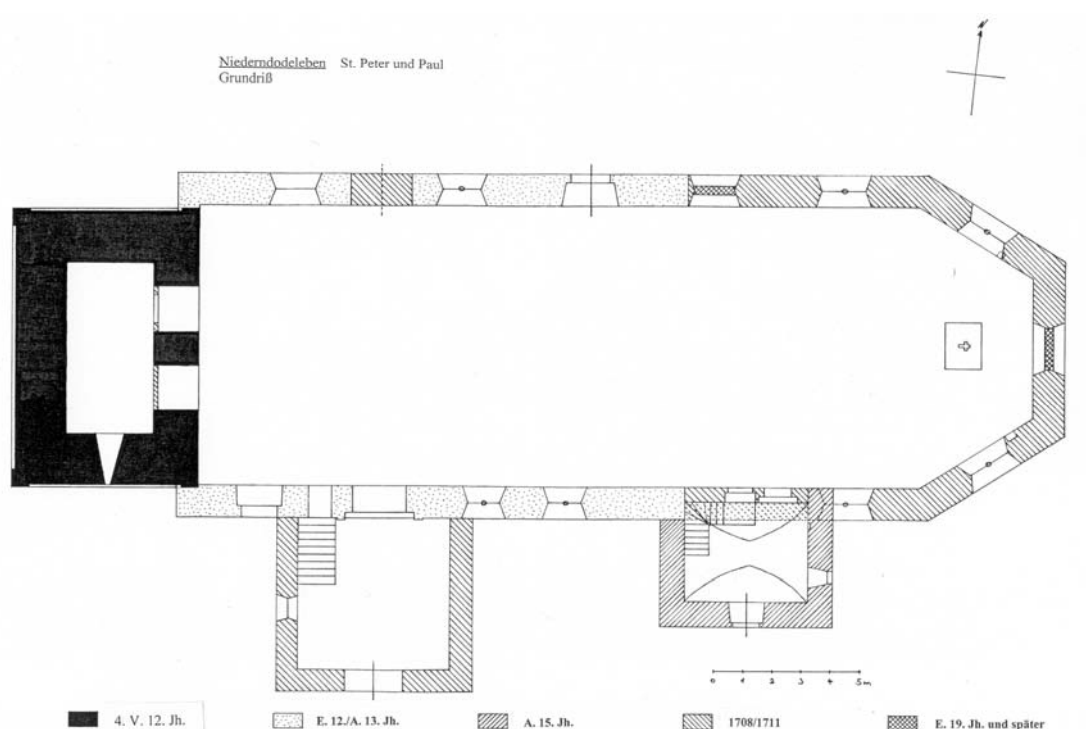 Niederndodeleben St. Peter und Paul
Grundriß
N
0 1 2 3 4 5 m
4. V. 12. Jh. E. 12./A. 13. Jh. A. 15. Jh. 1708/1711 E. 19. Jh. und später